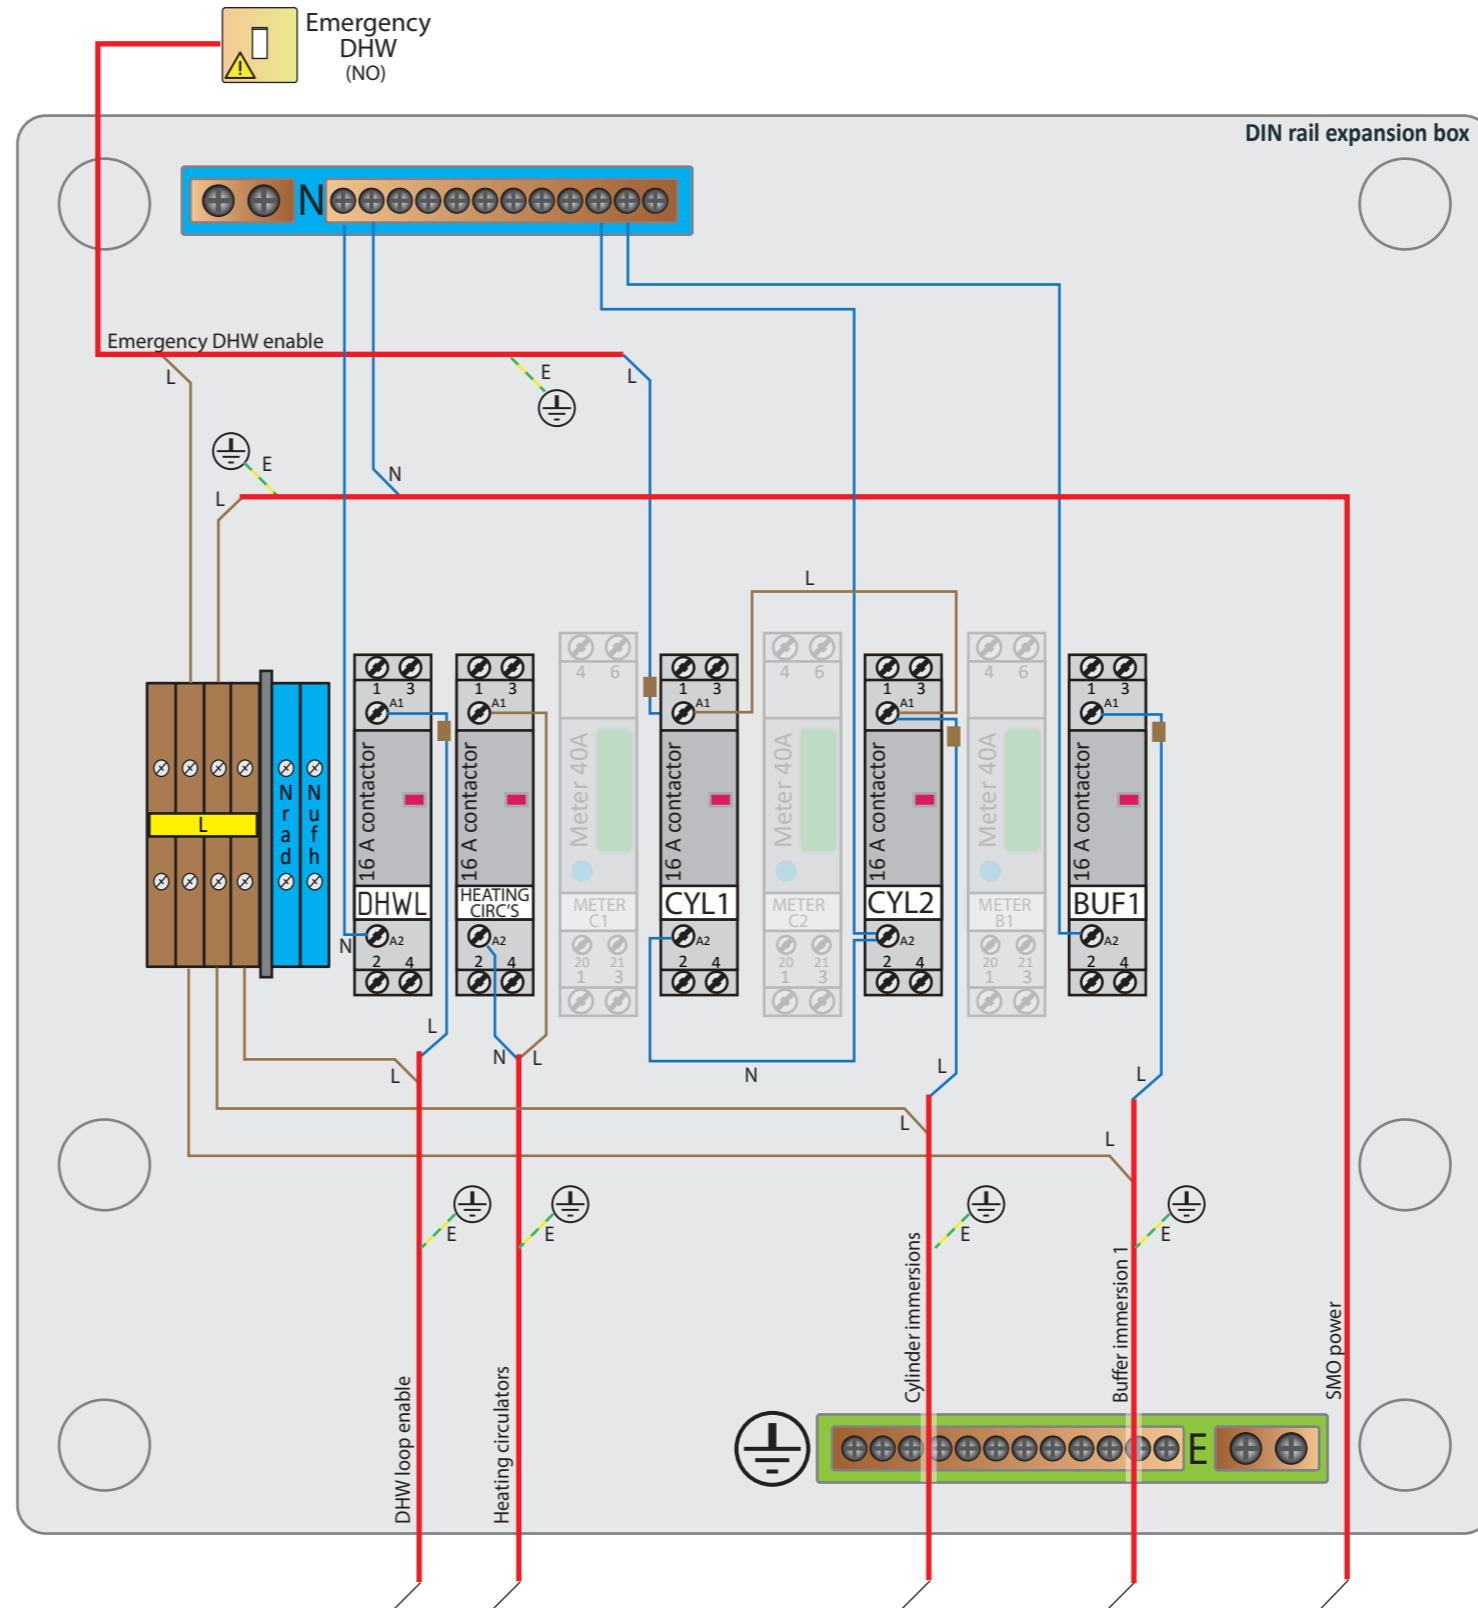 Emergency
DHW
(NO)
DIN rail expansion box
N
Emergency DHW enable
L
E
L
E
N
L
L
4 6
4 6
4 6
1 3
1 3
1 3
1 3
1 3
A1
A1
A1
A1
A1
16 A contactor
16 A contactor
Meter 40A
16 A contactor
Meter 40A
16 A contactor
Meter 40A
16 A contactor
L
Nrad
Nufh
DHWL
HEATING
CIRC'S
METER
C1
CYL1
METER
C2
CYL2
METER
B1
BUF1
N
A2
A2
A2
A2
A2
2 4
2 4
20 21
1 3
2 4
20 21
1 3
2 4
20 21
1 3
2 4
L
N
L
L
N
L
L
L
L
E
E
E
E
DHW loop enable
Heating circulators
Cylinder immersions
Buffer immersion 1
SMO power
E